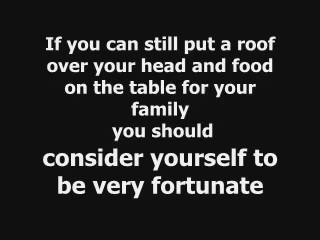 If you can still put a roof
over your head and food
on the table for your
family
you should
consider yourself to
be very fortunate